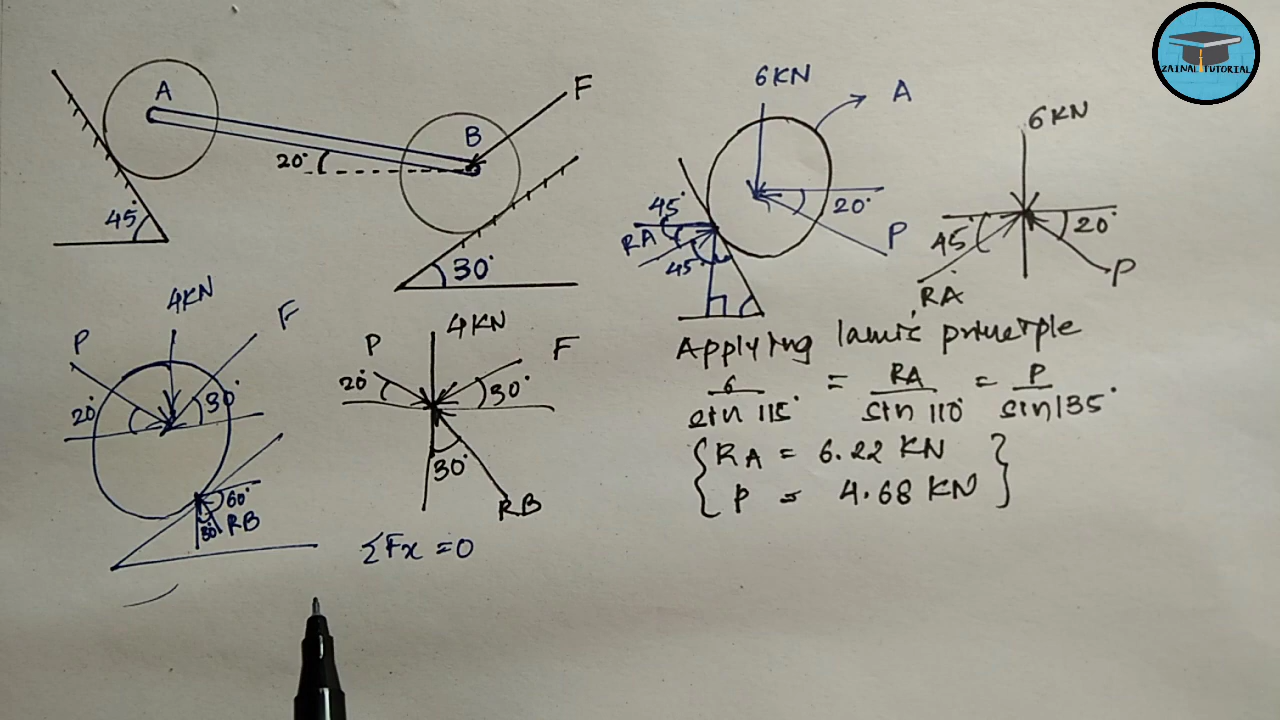 ZAINAL TUTORIAL
A
B
F
20°
45°
30°
6KN
A
45°
RA
45°
20°
P
6KN
45°
20°
RA
P
4KN
P
F
20°
30°
60°
30°
RB
4KN
P
F
20°
30°
30°
RB
ΣFx = 0
Applying lamis principle
6/sin 115° = RA/sin 110° = P/sin 135°
{ RA = 6.22 KN }
{ P = 4.68 KN }